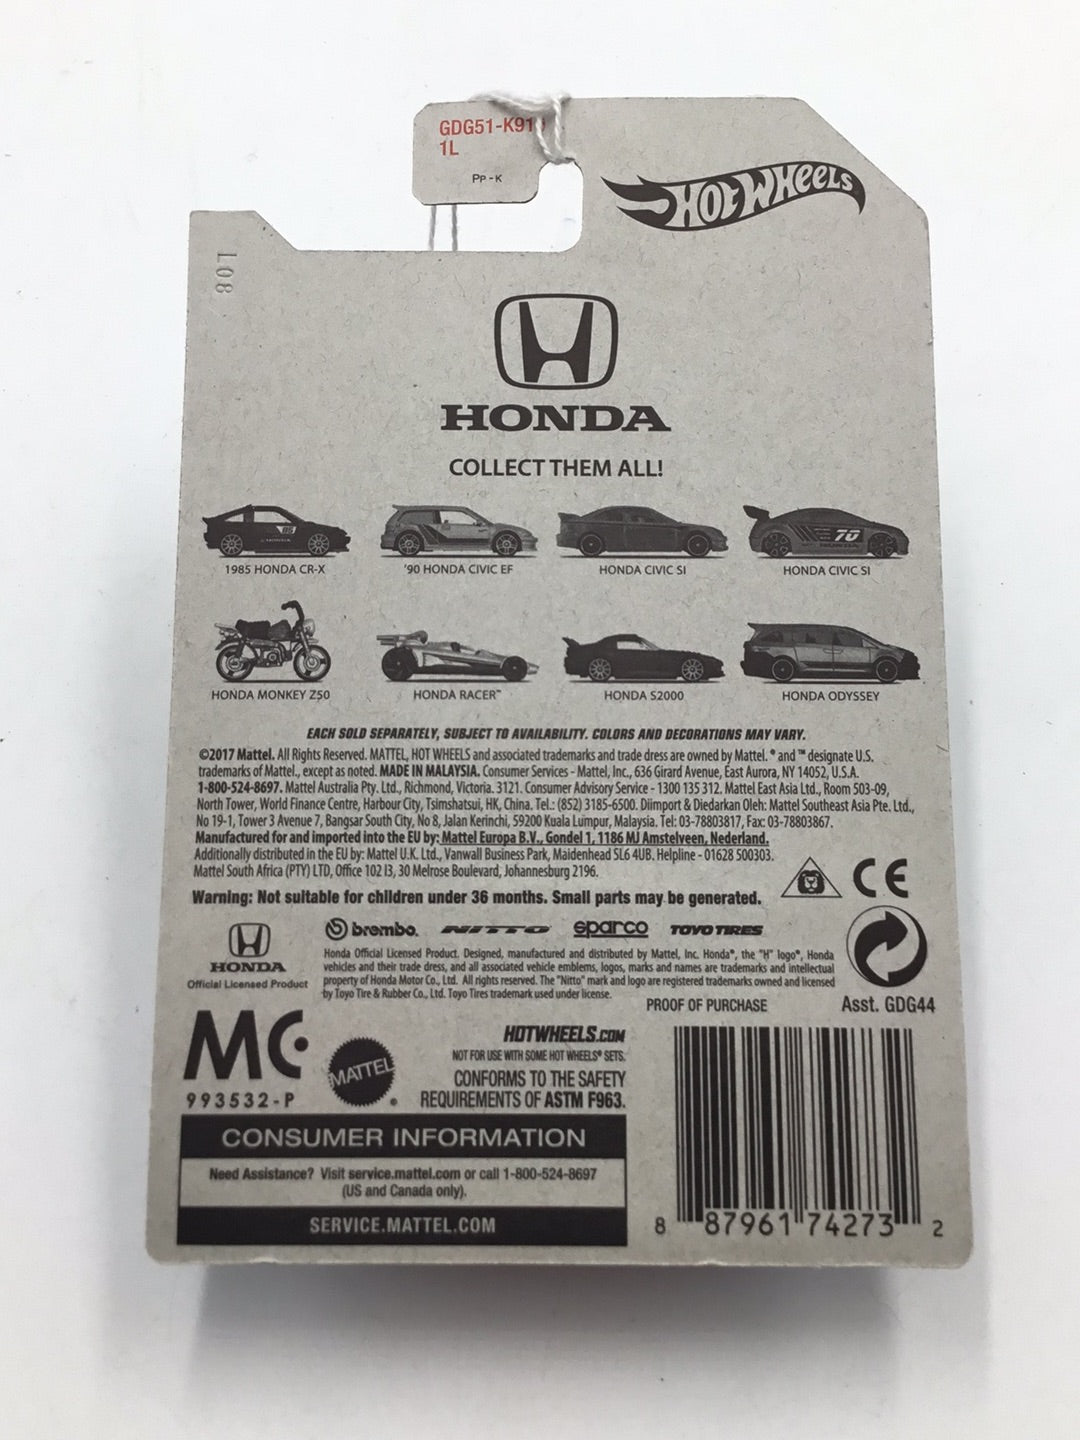 GDG51-K91
1L
Pp-K
HOT WHEELS
L08
HONDA
COLLECT THEM ALL!
85
HONDA
70
1985 HONDA CR-X
'90 HONDA CIVIC EF
HONDA CIVIC SI
HONDA CIVIC SI
HONDA MONKEY Z50
HONDA RACER™
HONDA S2000
HONDA ODYSSEY
EACH SOLD SEPARATELY, SUBJECT TO AVAILABILITY. COLORS AND DECORATIONS MAY VARY.
©2017 Mattel. All Rights Reserved. MATTEL, HOT WHEELS and associated trademarks and trade dress are owned by Mattel. ® and ™ designate U.S.
trademarks of Mattel., except as noted. MADE IN MALAYSIA. Consumer Services - Mattel, Inc., 636 Girard Avenue, East Aurora, NY 14052, U.S.A.
1-800-524-8697. Mattel Australia Pty. Ltd., Richmond, Victoria. 3121. Consumer Advisory Service - 1300 135 312. Mattel East Asia Ltd., Room 503-09,
North Tower, World Finance Centre, Harbour City, Tsimshatsui, HK, China. Tel.: (852) 3185-6500. Diimport & Diedarkan Oleh: Mattel Southeast Asia Pte. Ltd.,
No 19-1, Tower 3 Avenue 7, Bangsar South City, No 8, Jalan Kerinchi, 59200 Kuala Lumpur, Malaysia. Tel: 03-78803817, Fax: 03-78803867.
Manufactured for and imported into the EU by: Mattel Europa B.V., Gondel 1, 1186 MJ Amstelveen, Nederland.
Additionally distributed in the EU by: Mattel U.K. Ltd., Vanwall Business Park, Maidenhead SL6 4UB. Helpline - 01628 500303.
Mattel South Africa (PTY) LTD, Office 102 I3, 30 Melrose Boulevard, Johannesburg 2196.
CE
Warning: Not suitable for children under 36 months. Small parts may be generated.
HONDA
Official Licensed Product
brembo. NITTO sparco TOYO TIRES
Honda Official Licensed Product. Designed, manufactured and distributed by Mattel, Inc. Honda®, the "H" logo®, Honda
vehicles and their trade dress, and all associated vehicle emblems, logos, marks and names are trademarks and intellectual
property of Honda Motor Co., Ltd. All rights reserved. The "Nitto" mark and logo are registered trademarks owned and licensed
by Toyo Tire & Rubber Co., Ltd. Toyo Tires trademark used under license.
PROOF OF PURCHASE
Asst. GDG44
MC
993532-P
MATTEL
HOTWHEELS.COM
NOT FOR USE WITH SOME HOT WHEELS® SETS.
CONFORMS TO THE SAFETY
REQUIREMENTS OF ASTM F963.
CONSUMER INFORMATION
Need Assistance? Visit service.mattel.com or call 1-800-524-8697
(US and Canada only).
SERVICE.MATTEL.COM
8 87961 74273 2